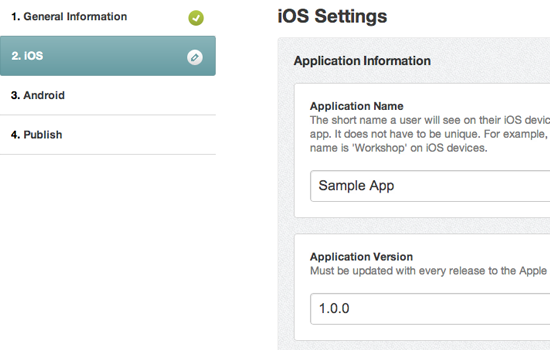 1. General Information
2. iOS
3. Android
4. Publish
iOS Settings
Application Information
Application Name
The short name a user will see on their iOS devic
app. It does not have to be unique. For example,
name is 'Workshop' on iOS devices.
Sample App
Application Version
Must be updated with every release to the Apple
1.0.0